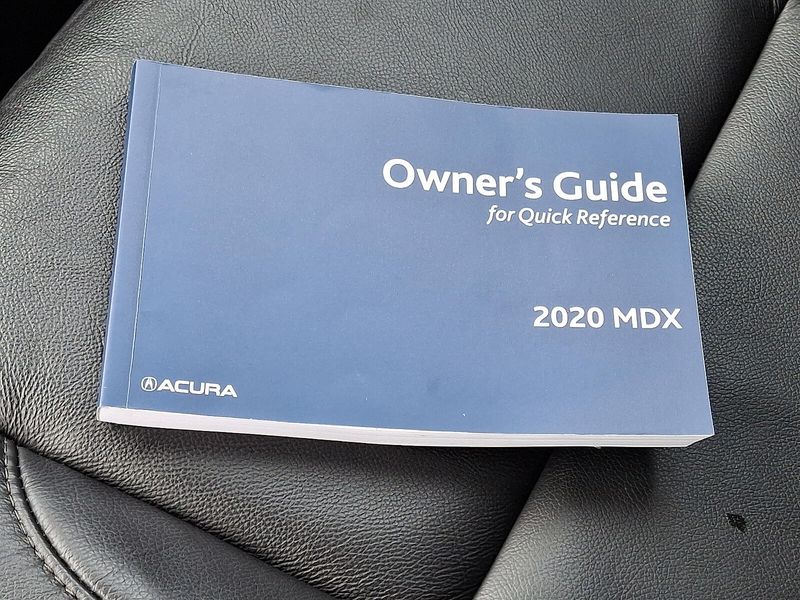 Owner's Guide
for Quick Reference
2020 MDX
ACURA